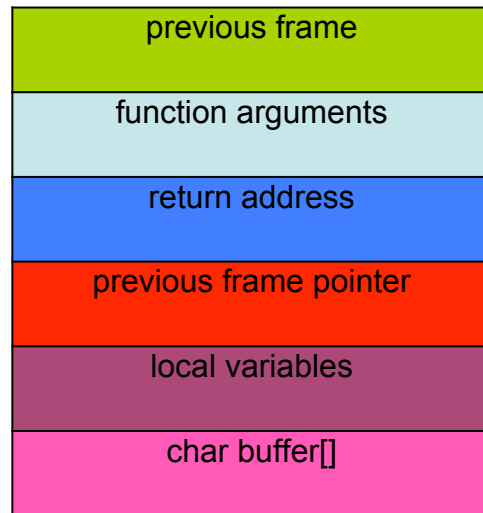 previous frame
function arguments
return address
previous frame pointer
local variables
char buffer[]